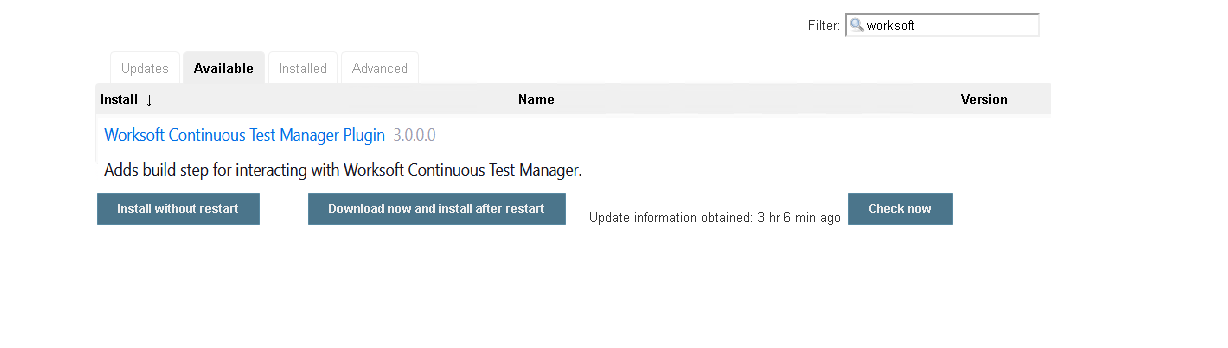 Filter: worksoft
Updates Available Installed Advanced
Install ↓ Name Version
Worksoft Continuous Test Manager Plugin 3.0.0.0
Adds build step for interacting with Worksoft Continuous Test Manager.
Install without restart Download now and install after restart Update information obtained: 3 hr 6 min ago Check now